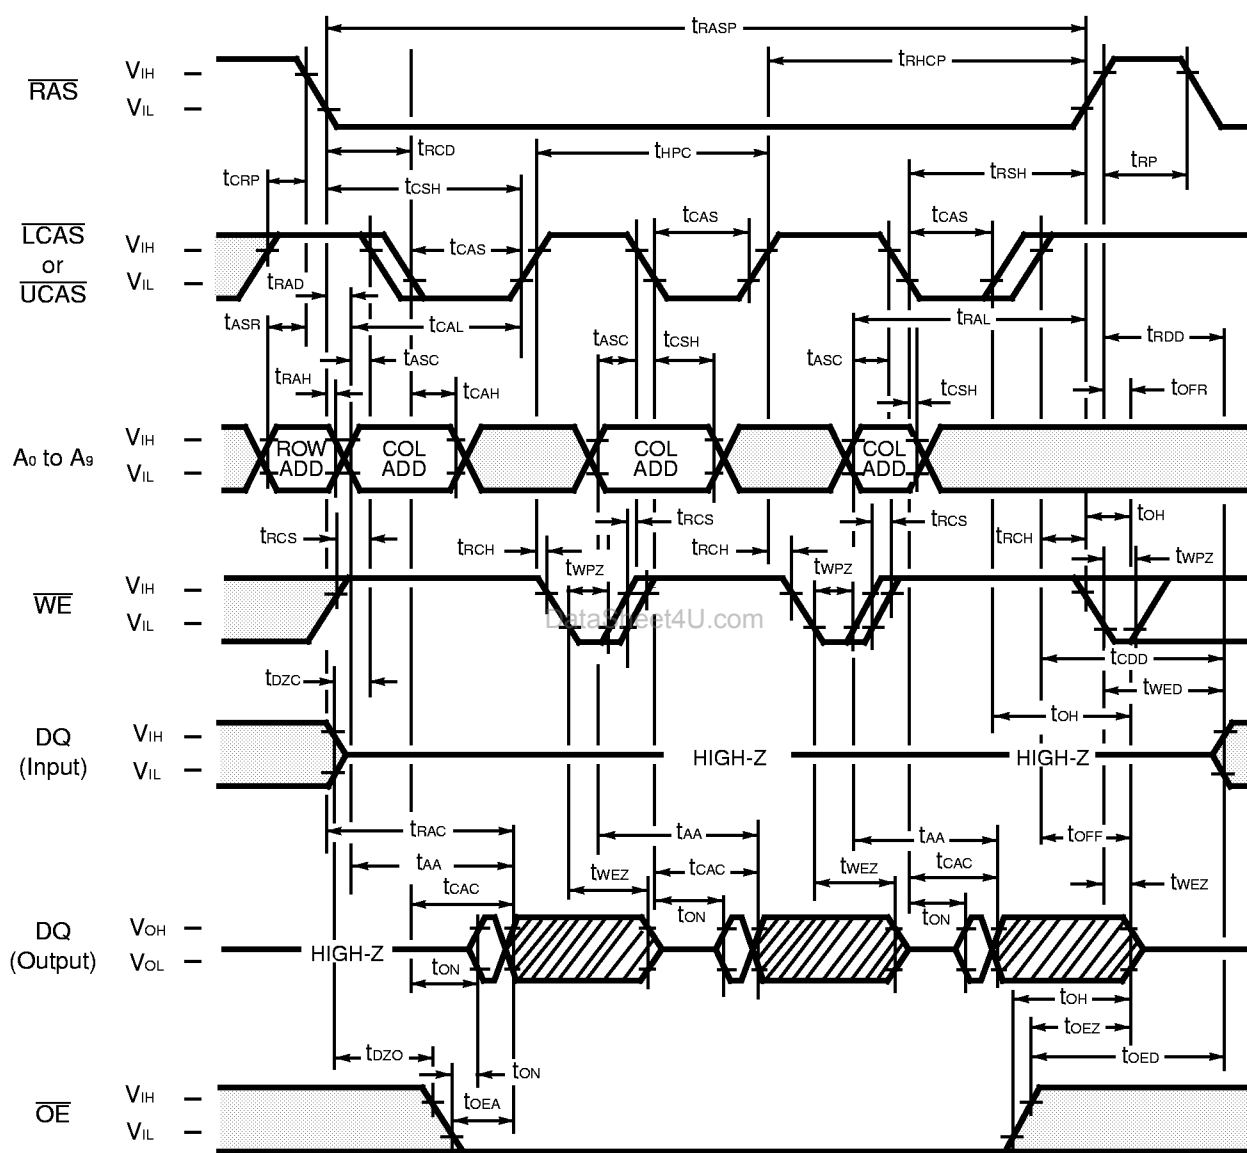 tRASP
tRHCP
RAS VIH
VIL
tRCD tHPC tRP
tCRP tCSH tRSH
LCAS VIH tCAS tCAS tCAS
or
UCAS VIL tRAD
tASR tCAL tRAL tRDD
tASC tASC tCSH tASC
tRAH tCAH tCSH tOFR
A0 to A9 VIH ROW COL COL COL
VIL ADD ADD ADD ADD
tRCS tRCS tRCS tOH
tRCH tRCH tRCH
tWPZ tWPZ tWPZ
WE VIH
VIL
DataSheet4U.com
tCDD
tDZC tWED
tOH
DQ VIH
(Input) VIL HIGH-Z HIGH-Z
tRAC tAA tAA tOFF
tAA tWEZ tCAC tWEZ tCAC tWEZ
tCAC tON tON
DQ VOH
(Output) VOL HIGH-Z
tON tOH
tOEZ
tDZO tON tOED
tOEA
OE VIH
VIL